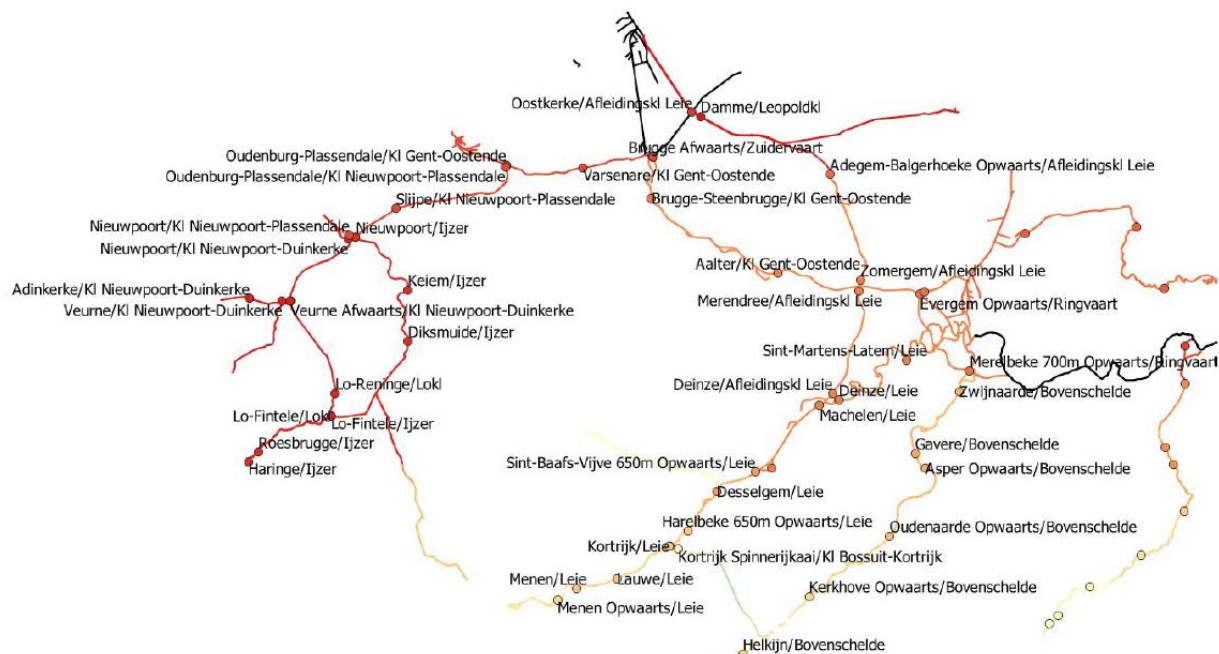 Oostkerke/Afleidingskl Leie
Damme/Leopoldkl
Brugge Afwaarts/Zuidervaart
Oudenburg-Plassendale/Kl Gent-Oostende
Adegem-Balgerhoeke Opwaarts/Afleidingskl Leie
Oudenburg-Plassendale/Kl Nieuwpoort-Plassendale
Varsenare/Kl Gent-Oostende
Slijpe/Kl Nieuwpoort-Plassendale
Brugge-Steenbrugge/Kl Gent-Oostende
Nieuwpoort/Kl Nieuwpoort-Plassendale
Nieuwpoort/Ijzer
Nieuwpoort/Kl Nieuwpoort-Duinkerke
Aalter/Kl Gent-Oostende
Zomergem/Afleidingskl Leie
Keiem/Ijzer
Adinkerke/Kl Nieuwpoort-Duinkerke
Merendree/Afleidingskl Leie
Evergem Opwaarts/Ringvaart
Veurne/Kl Nieuwpoort-Duinkerke
Veurne Afwaarts/Kl Nieuwpoort-Duinkerke
Diksmuide/Ijzer
Sint-Martens-Latem/Leie
Merelbeke 700m Opwaarts/Ringvaart
Lo-Reninge/Lokl
Deinze/Afleidingskl Leie
Deinze/Leie
Zwijnaarde/Bovenschelde
Lo-Fintele/Lokl
Lo-Fintele/Ijzer
Machelen/Leie
Roesbrugge/Ijzer
Gavere/Bovenschelde
Haringe/Ijzer
Sint-Baafs-Vijve 650m Opwaarts/Leie
Asper Opwaarts/Bovenschelde
Desselgem/Leie
Harelbeke 650m Opwaarts/Leie
Oudenaarde Opwaarts/Bovenschelde
Kortrijk/Leie
Kortrijk Spinnerijkaai/Kl Bossuit-Kortrijk
Menen/Leie
Lauwe/Leie
Kerkhove Opwaarts/Bovenschelde
Menen Opwaarts/Leie
Helkijn/Bovenschelde